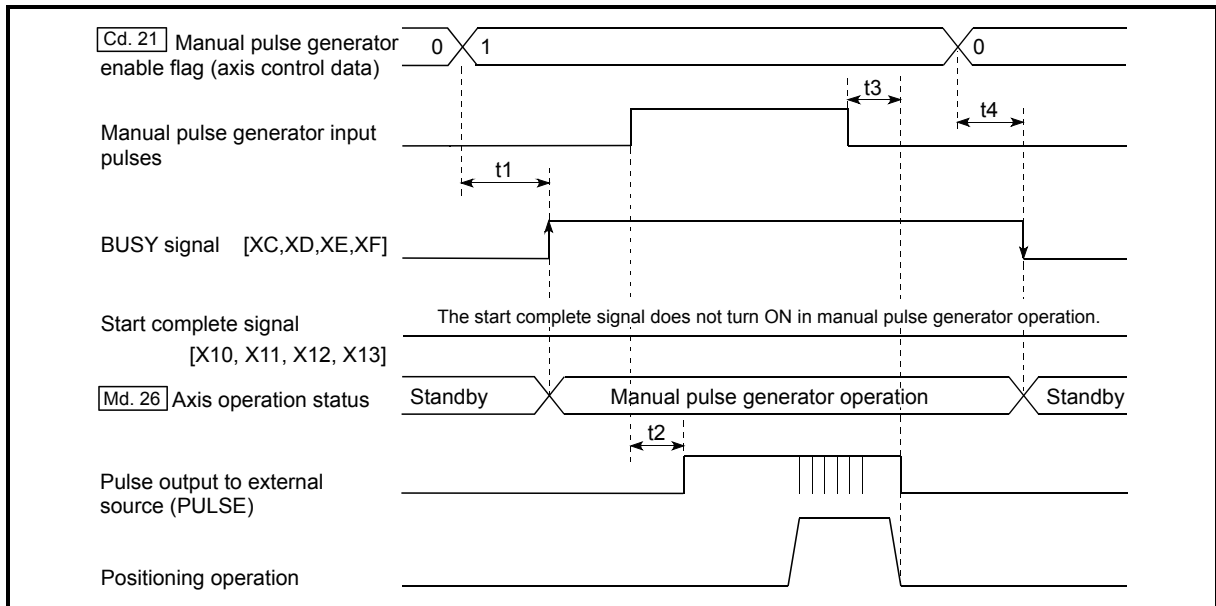 Cd. 21 Manual pulse generator
enable flag (axis control data)
0 1 0
t3
t4
Manual pulse generator input
pulses
t1
BUSY signal [XC,XD,XE,XF]
Start complete signal
[X10, X11, X12, X13]
The start complete signal does not turn ON in manual pulse generator operation.
Md. 26 Axis operation status
Standby Manual pulse generator operation Standby
t2
Pulse output to external
source (PULSE)
Positioning operation